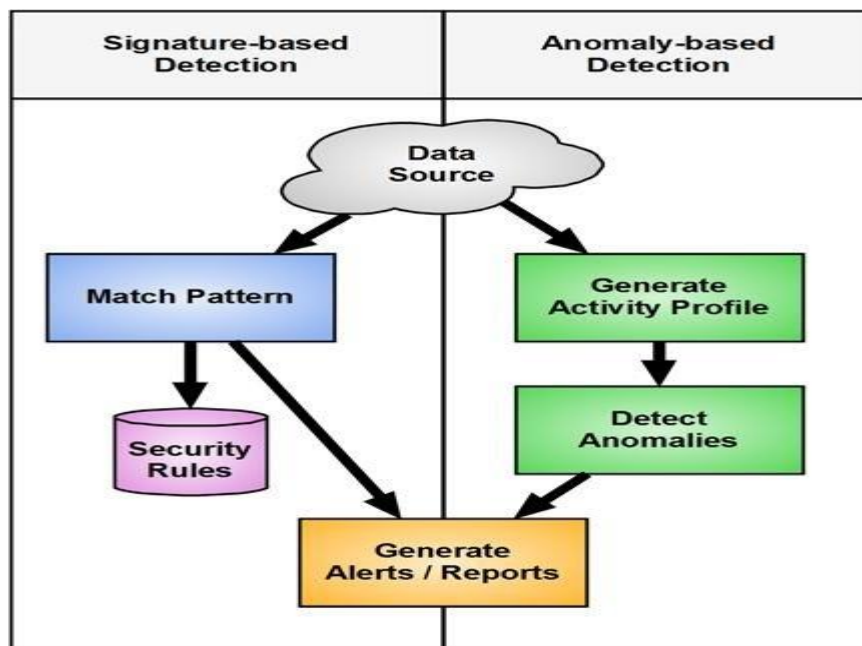 Signature-based
Detection
Anomaly-based
Detection
Data
Source
Match Pattern
Generate
Activity Profile
Security
Rules
Detect
Anomalies
Generate
Alerts / Reports